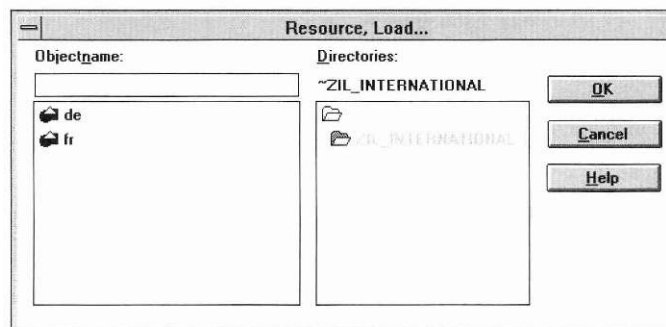 Resource, Load...
Objectname:
Directories:
~ZIL_INTERNATIONAL
de
fr
ZIL_INTERNATIONAL
OK
Cancel
Help